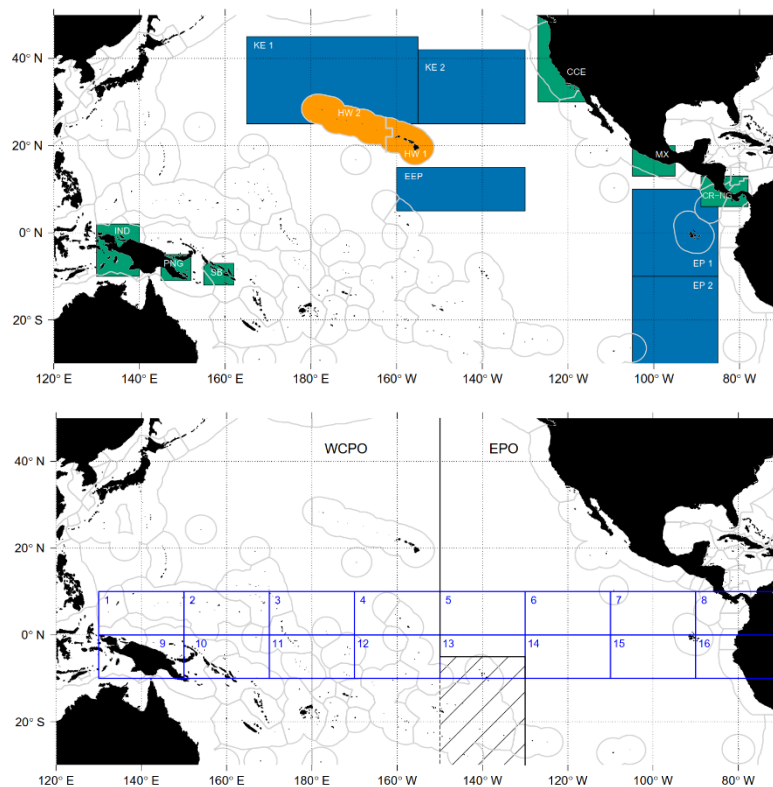 40° N
20° N
0° N
20° S
120° E
140° E
160° E
180° W
160° W
140° W
120° W
100° W
80° W
KE 1
KE 2
CCE
HW 2
HW 1
MX
EEP
CR-NG
IND
PNG
SB
EP 1
EP 2
WCPO
EPO
40° N
20° N
0° N
20° S
1
2
3
4
5
6
7
8
9
10
11
12
13
14
15
16
120° E
140° E
160° E
180° W
160° W
140° W
120° W
100° W
80° W